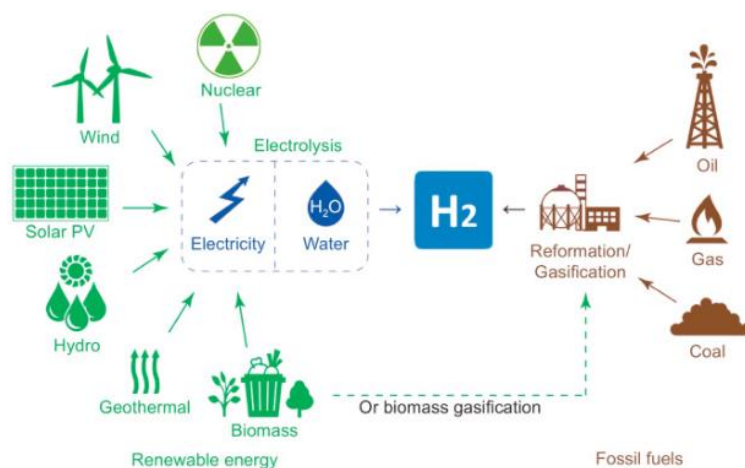 Nuclear
Wind
Electrolysis
Solar PV
Electricity
H₂O
Water
H₂
Reformation/
Gasification
Oil
Gas
Coal
Hydro
Geothermal
Biomass
Or biomass gasification
Renewable energy
Fossil fuels